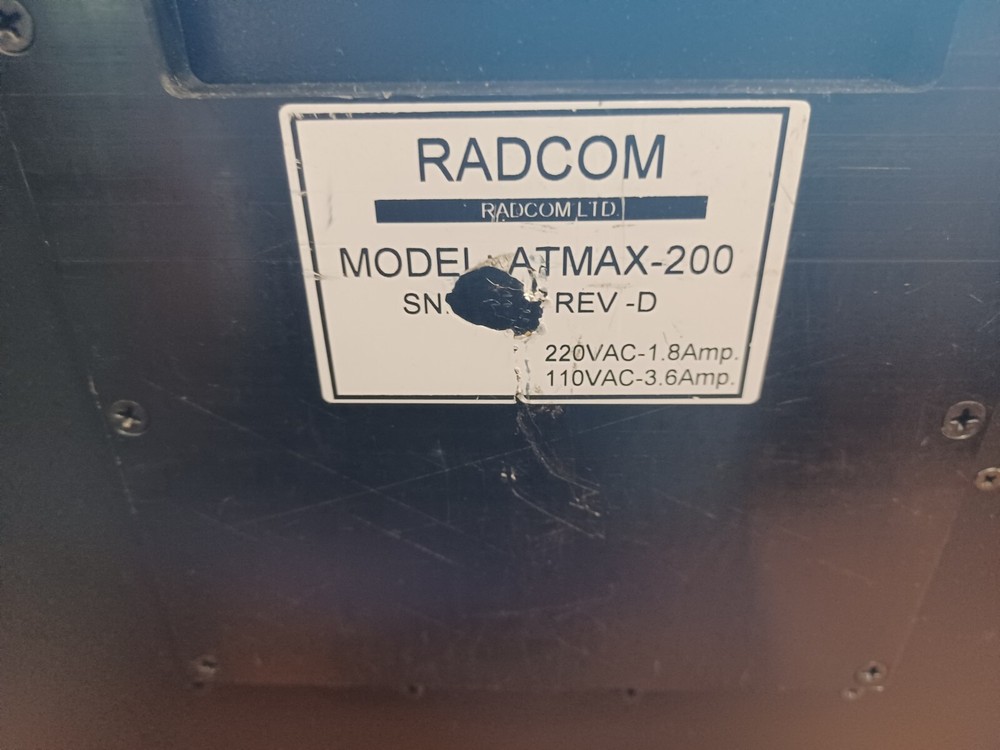 RADCOM
RADCOM LTD.
MODEL: ATMAX-200
SN: REV -D
220VAC-1.8Amp.
110VAC-3.6Amp.